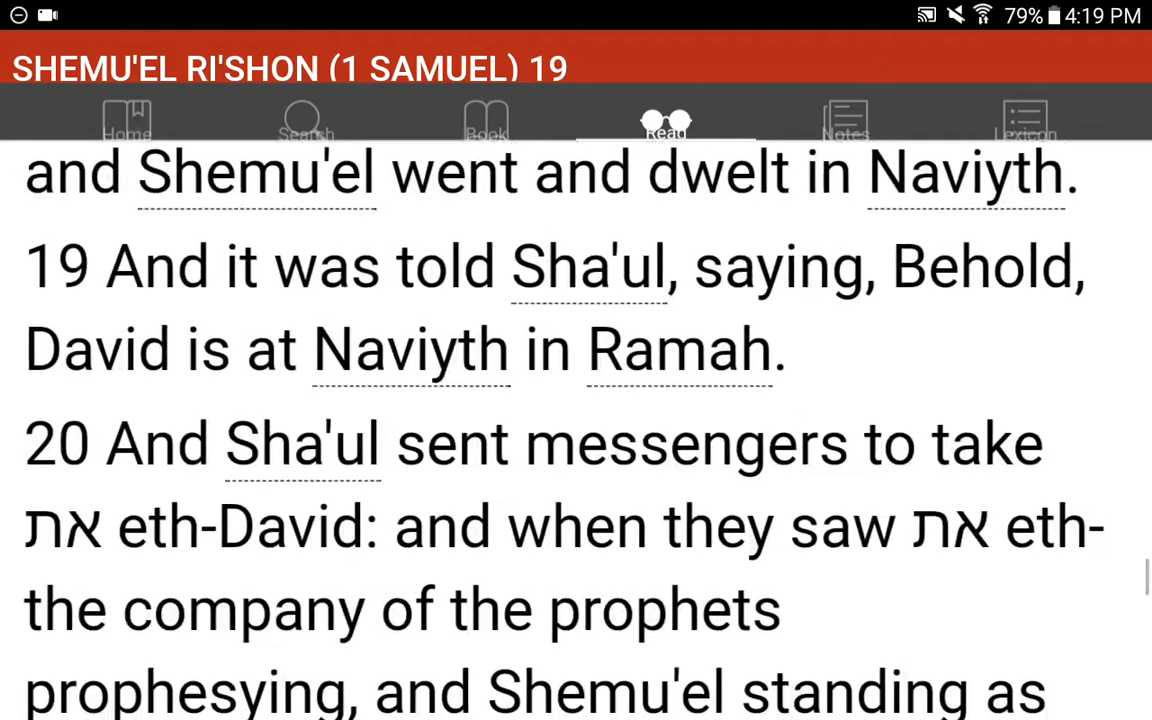 79% 4:19 PM
SHEMU'EL RI'SHON (1 SAMUEL) 19
Home Search Book Read Notes Lexicon
and Shemu'el went and dwelt in Naviyth.
19 And it was told Sha'ul, saying, Behold,
David is at Naviyth in Ramah.
20 And Sha'ul sent messengers to take
את eth-David: and when they saw את eth-
the company of the prophets
prophesying, and Shemu'el standing as